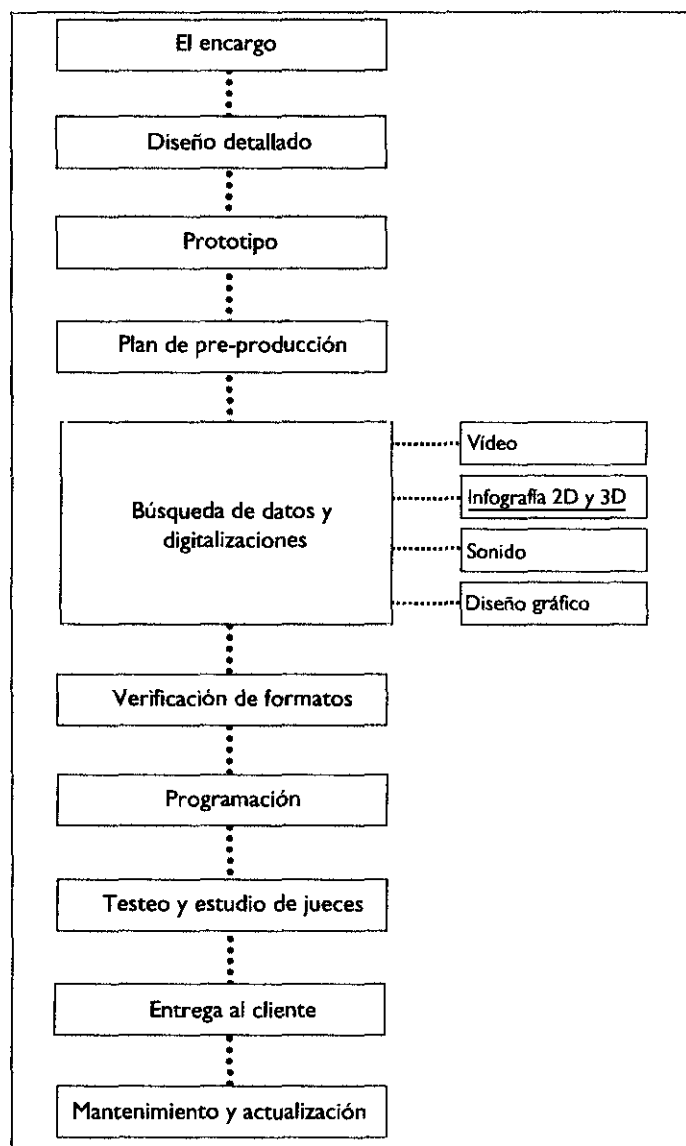 El encargo
Diseño detallado
Prototipo
Plan de pre-producción
Búsqueda de datos y
digitalizaciones
Vídeo
Infografía 2D y 3D
Sonido
Diseño gráfico
Verificación de formatos
Programación
Testeo y estudio de jueces
Entrega al cliente
Mantenimiento y actualización